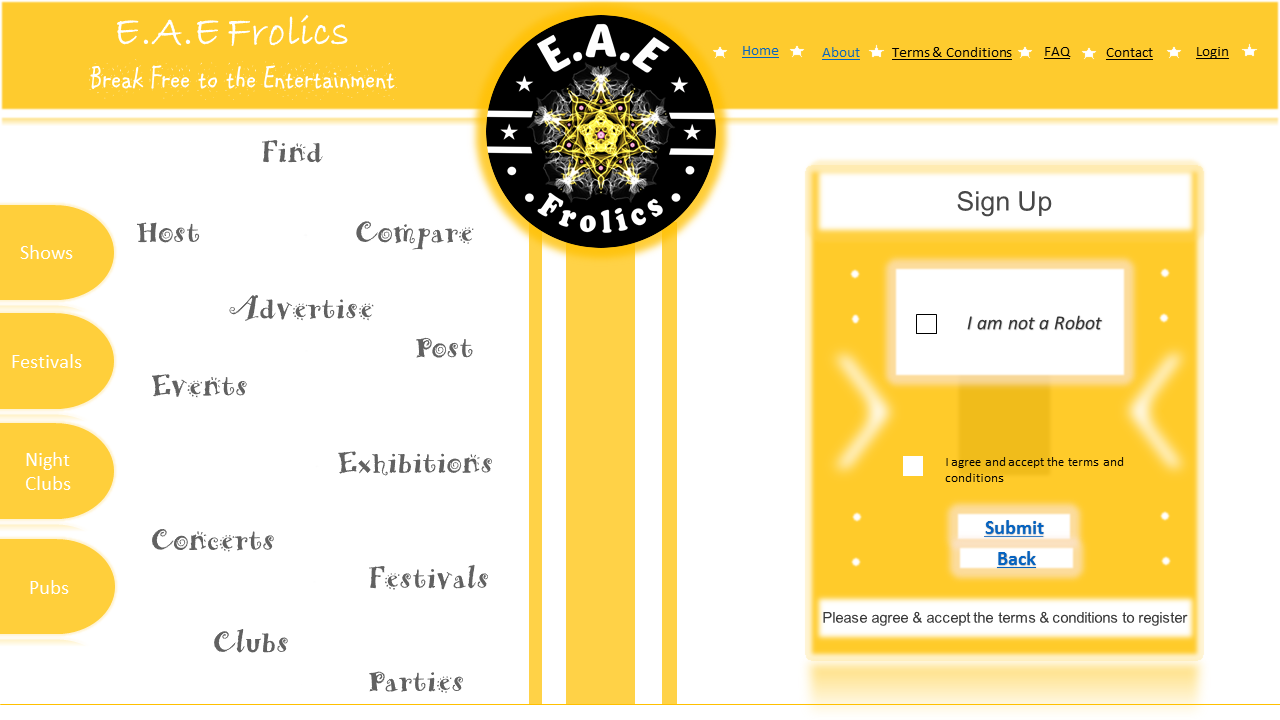 E.A.E Frolics
Break Free to the Entertainment
E.A.E
Frolics
Home
About
Terms & Conditions
FAQ
Contact
Login
Find
Host
Compare
Advertise
Post
Events
Exhibitions
Concerts
Festivals
Clubs
Parties
Shows
Festivals
Night
Clubs
Pubs
Sign Up
I am not a Robot
I agree and accept the terms and
conditions
Submit
Back
Please agree & accept the terms & conditions to register